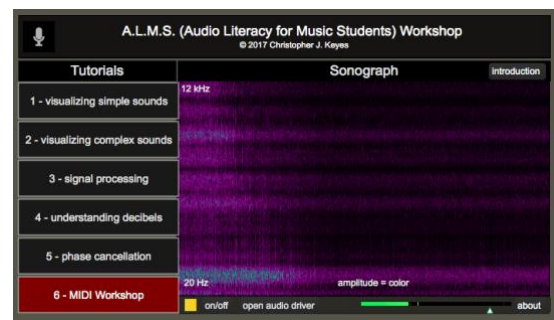 A.L.M.S. (Audio Literacy for Music Students) Workshop
© 2017 Christopher J. Keyes
Tutorials
Sonograph
introduction
12 kHz
1 - visualizing simple sounds
2 - visualizing complex sounds
3 - signal processing
4 - understanding decibels
5 - phase cancellation
6 - MIDI Workshop
20 Hz
amplitude = color
on/off
open audio driver
about